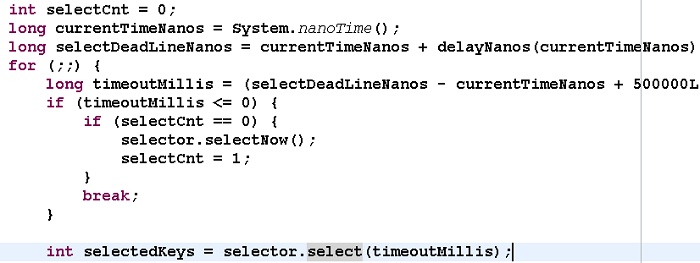 int selectCnt = 0;
long currentTimeNanos = System.nanoTime();
long selectDeadLineNanos = currentTimeNanos + delayNanos(currentTimeNanos)
for (;;) {
long timeoutMillis = (selectDeadLineNanos - currentTimeNanos + 500000L
if (timeoutMillis <= 0) {
if (selectCnt == 0) {
selector.selectNow();
selectCnt = 1;
}
break;
}
int selectedKeys = selector.select(timeoutMillis);